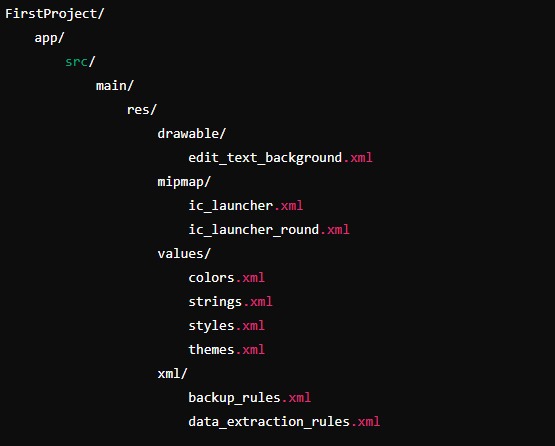 FirstProject/
app/
src/
main/
res/
drawable/
edit_text_background.xml
mipmap/
ic_launcher.xml
ic_launcher_round.xml
values/
colors.xml
strings.xml
styles.xml
themes.xml
xml/
backup_rules.xml
data_extraction_rules.xml